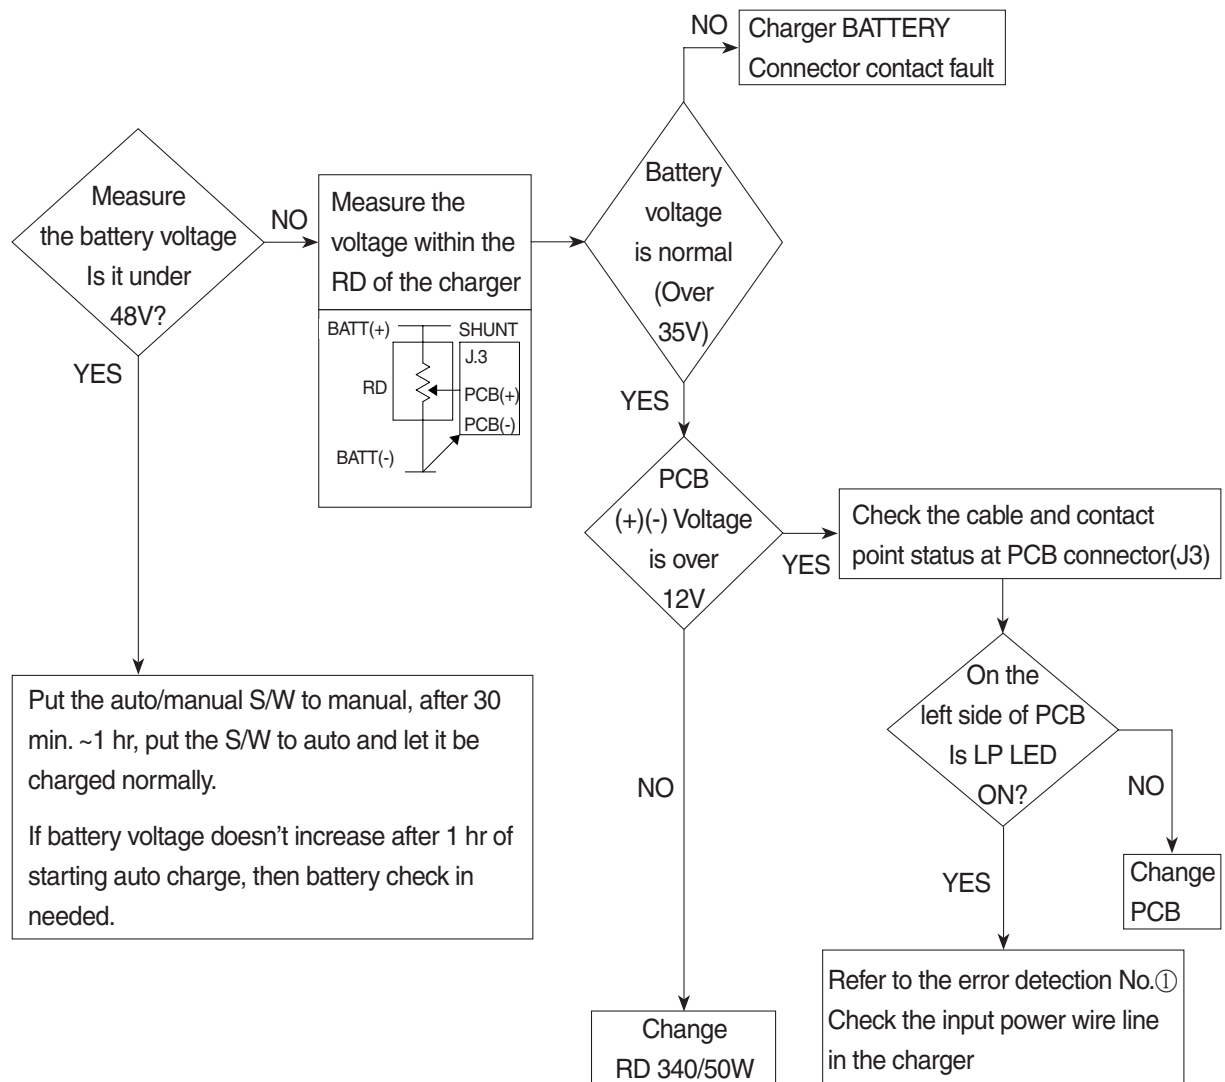 NO
Charger BATTERY
Connector contact fault
Measure
the battery voltage
Is it under
48V?
NO
YES
Measure the
voltage within the
RD of the charger
BATT(+)
SHUNT
J.3
RD
PCB(+)
PCB(-)
BATT(-)
Battery
voltage
is normal
(Over
35V)
YES
PCB
(+)(-) Voltage
is over
12V
YES
Check the cable and contact
point status at PCB connector(J3)
On the
left side of PCB
Is LP LED
ON?
NO
Change
PCB
YES
Refer to the error detection No.①
Check the input power wire line
in the charger
NO
Change
RD 340/50W
Put the auto/manual S/W to manual, after 30
min. ~1 hr, put the S/W to auto and let it be
charged normally.
If battery voltage doesn't increase after 1 hr of
starting auto charge, then battery check in
needed.